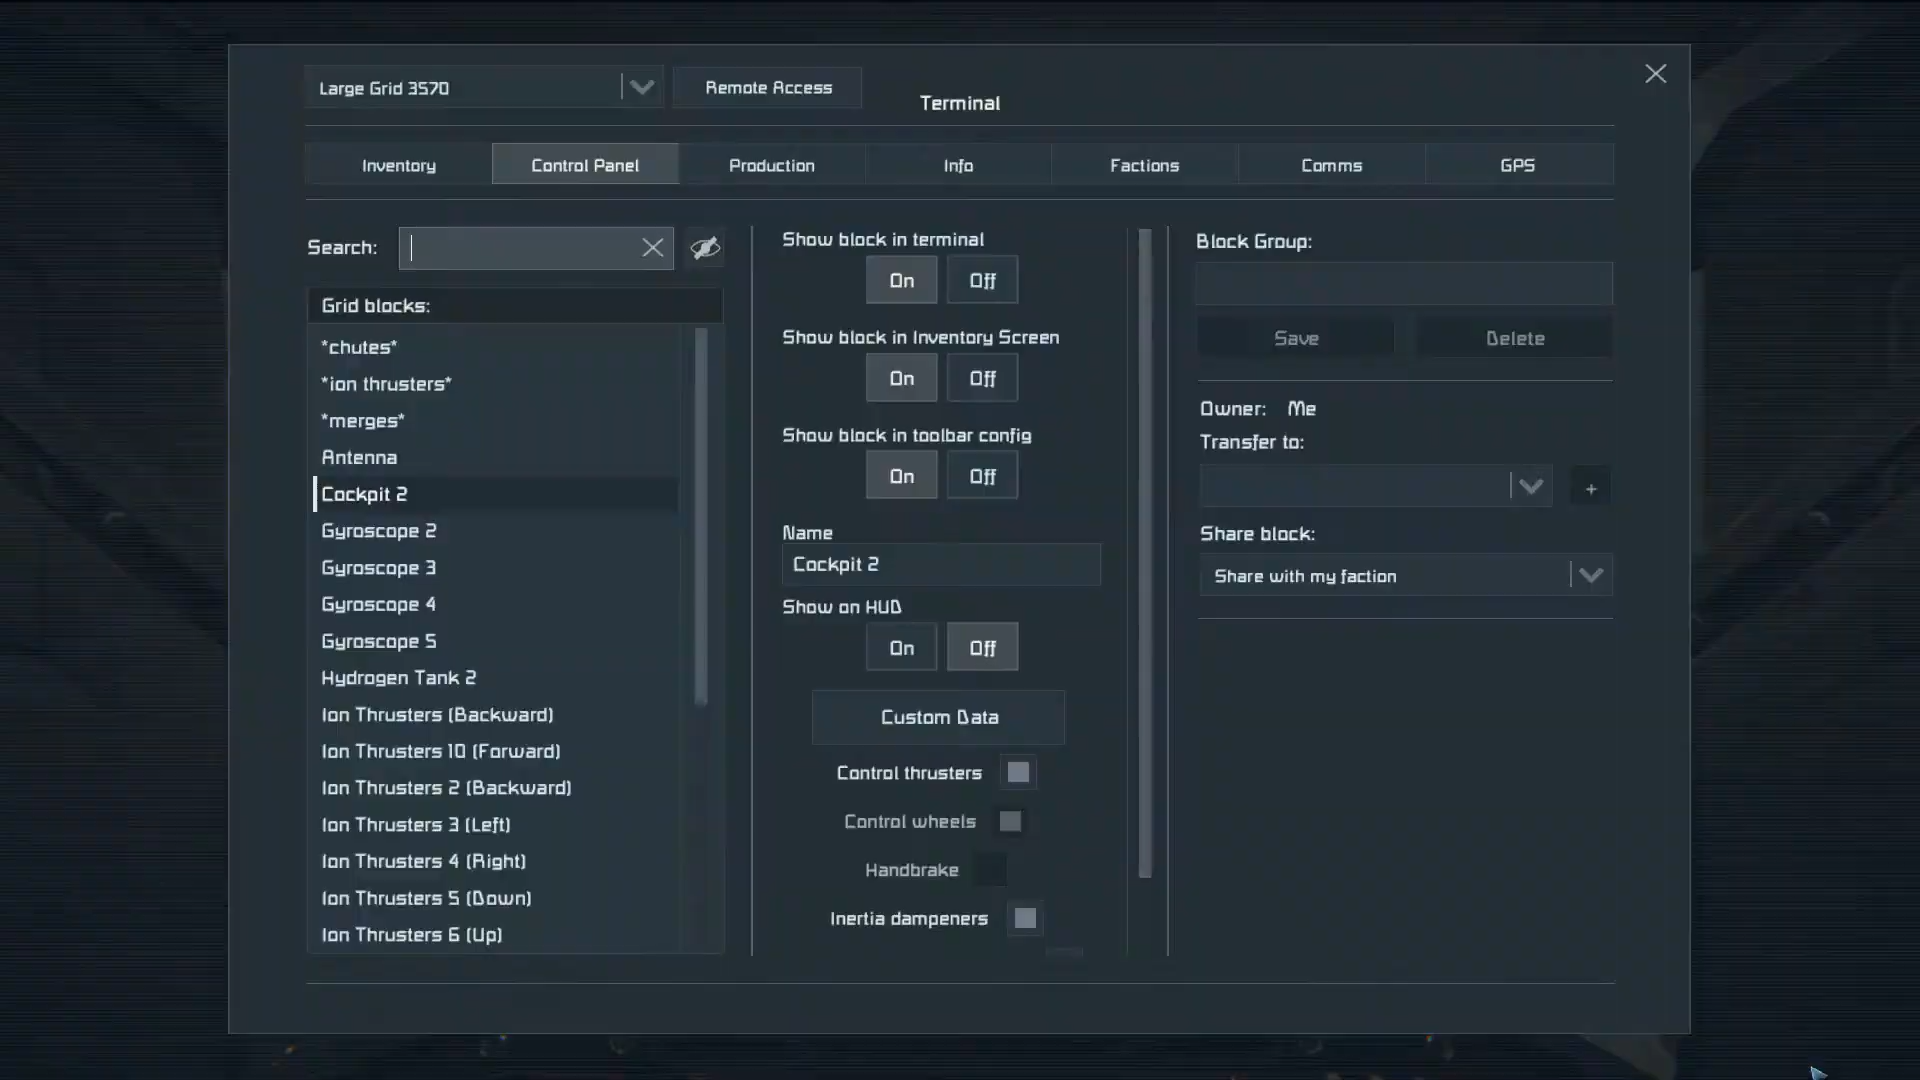 Large Grid 3570
Remote Access
Terminal
Inventory
Control Panel
Production
Info
Factions
Comms
GPS
Search:
Grid blocks:
*chutes*
*ion thrusters*
*merges*
Antenna
Cockpit 2
Gyroscope 2
Gyroscope 3
Gyroscope 4
Gyroscope 5
Hydrogen Tank 2
Ion Thrusters (Backward)
Ion Thrusters 10 (Forward)
Ion Thrusters 2 (Backward)
Ion Thrusters 3 (Left)
Ion Thrusters 4 (Right)
Ion Thrusters 5 (Down)
Ion Thrusters 6 (Up)
Show block in terminal
On Off
Show block in Inventory Screen
On Off
Show block in toolbar config
On Off
Name
Cockpit 2
Show on HUD
On Off
Custom Data
Control thrusters
Control wheels
Handbrake
Inertia dampeners
Block Group:
Save Delete
Owner: Me
Transfer to:
+
Share block:
Share with my faction